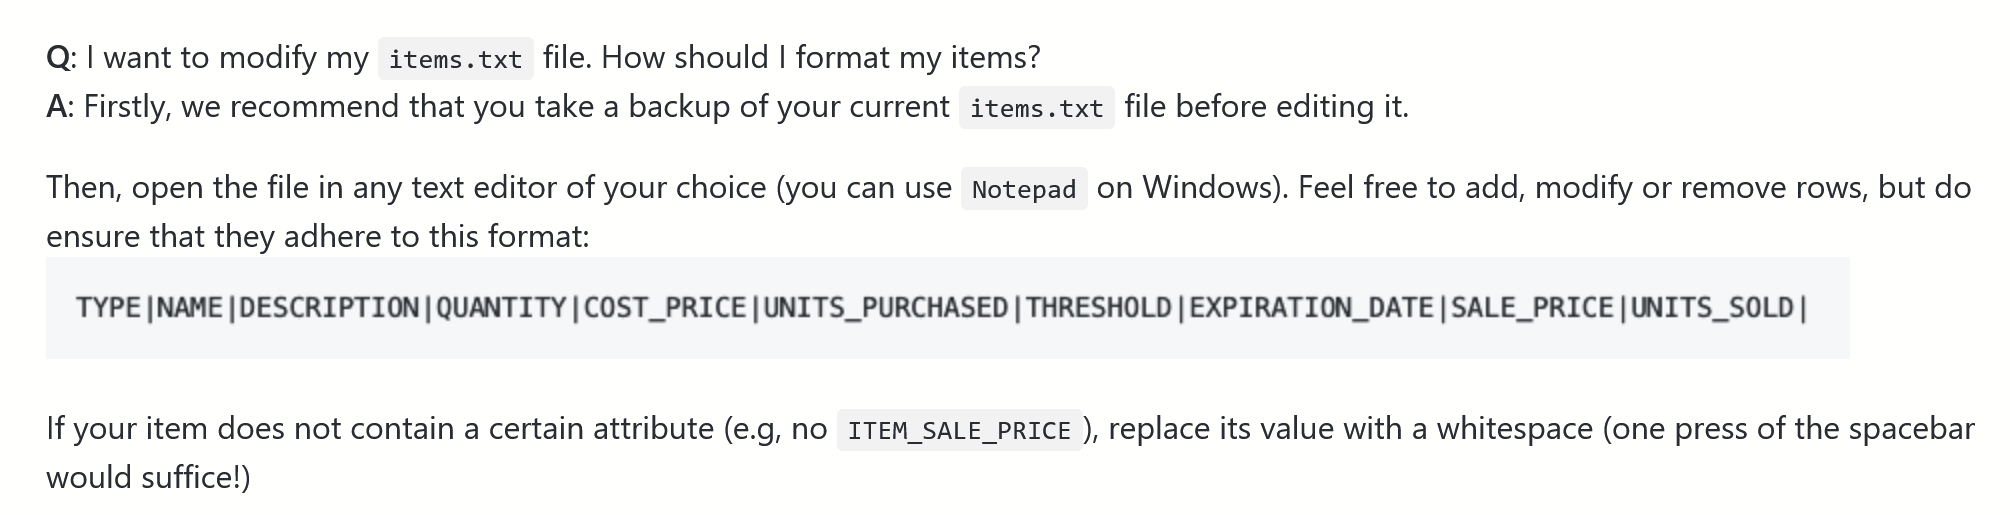 Q: I want to modify my items.txt file. How should I format my items?
A: Firstly, we recommend that you take a backup of your current items.txt file before editing it.
Then, open the file in any text editor of your choice (you can use Notepad on Windows). Feel free to add, modify or remove rows, but do
ensure that they adhere to this format:
TYPE|NAME|DESCRIPTION|QUANTITY|COST_PRICE|UNITS_PURCHASED|THRESHOLD|EXPIRATION_DATE|SALE_PRICE|UNITS_SOLD|
If your item does not contain a certain attribute (e.g, no ITEM_SALE_PRICE), replace its value with a whitespace (one press of the spacebar
would suffice!)